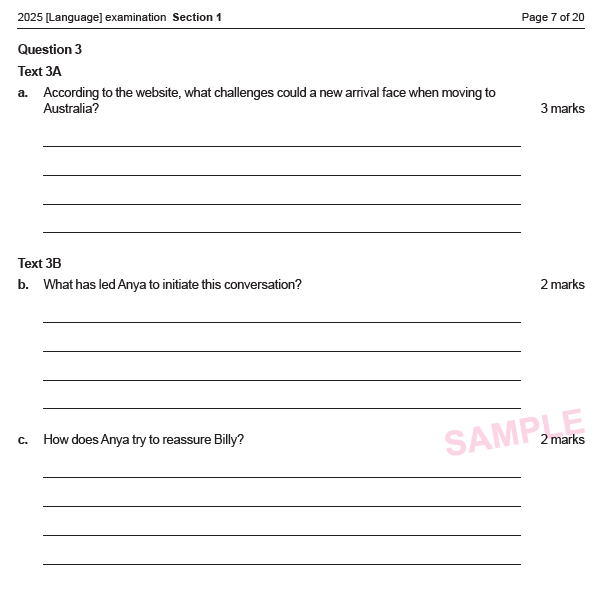 2025 [Language] examination Section 1 Page 7 of 20
Question 3
Text 3A
a. According to the website, what challenges could a new arrival face when moving to
Australia? 3 marks
Text 3B
b. What has led Anya to initiate this conversation? 2 marks
SAMPLE
c. How does Anya try to reassure Billy? 2 marks